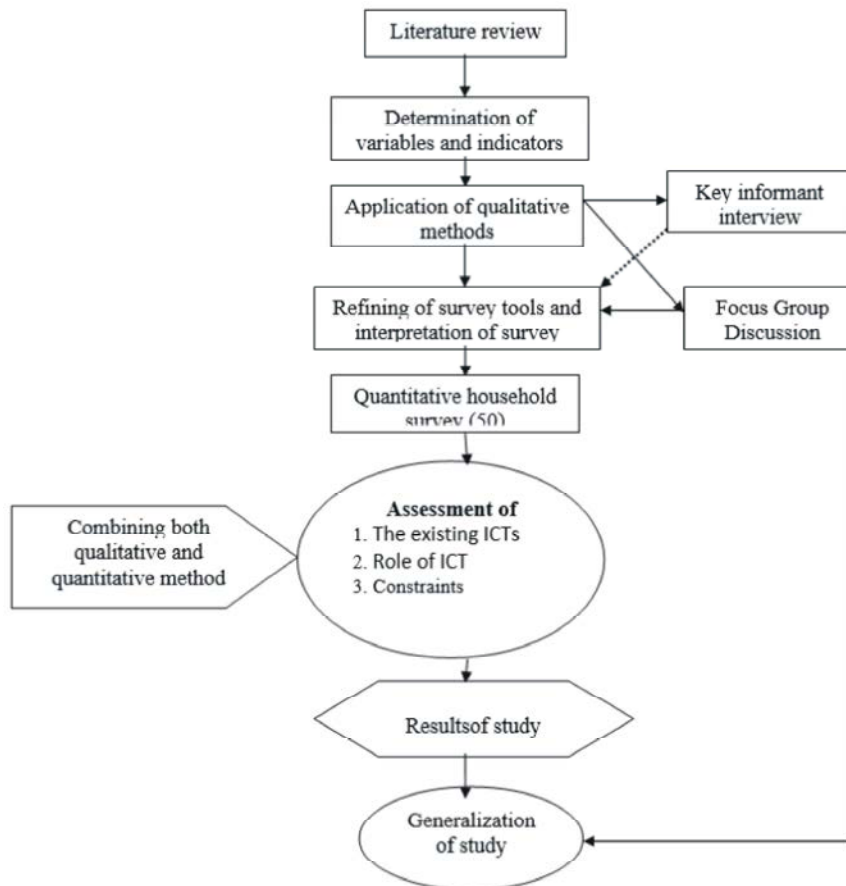 Literature review
Determination of
variables and indicators
Application of qualitative
methods
Key informant
interview
Refining of survey tools and
interpretation of survey
Focus Group
Discussion
Quantitative household
survey (50)
Combining both
qualitative and
quantitative method
Assessment of
1. The existing ICTs
2. Role of ICT
3. Constraints
Resultsof study
Generalization
of study